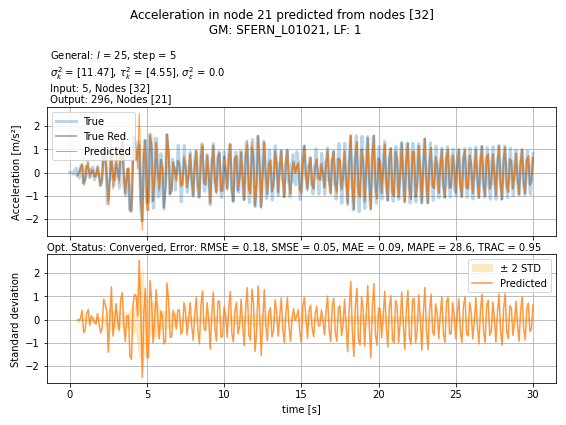 Acceleration in node 21 predicted from nodes [32]
GM: SFERN_L01021, LF: 1
General: l = 25, step = 5
σ²ₖ = [11.47], τ²ₖ = [4.55], σ²ₑ = 0.0
Input: 5, Nodes [32]
Output: 296, Nodes [21]
True
True Red.
Predicted
Acceleration [m/s²]
2
1
0
−1
−2
Opt. Status: Converged, Error: RMSE = 0.18, SMSE = 0.05, MAE = 0.09, MAPE = 28.6, TRAC = 0.95
± 2 STD
Predicted
Standard deviation
2
1
0
−1
−2
0 5 10 15 20 25 30
time [s]